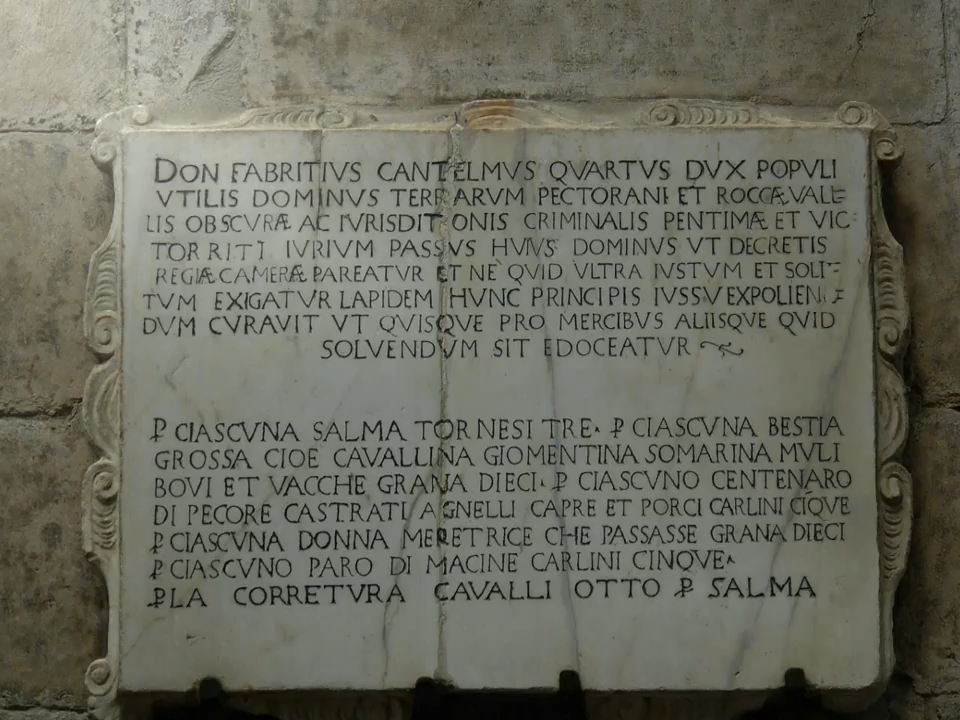 DON FABRITIVS CANTELMVS QVARTVS DVX POPVLI
VTILIS DOMINVS TERRARVM PECTORANI ET ROCCÆVALL
LIS OBSCVRÆ AC IVRISDITIONIS CRIMINALIS PENTIMÆ ET VIC
TORRITI IVRIVM PASSVS HVIVS DOMINVS VT DECRETIS
REGIÆ CAMERÆ PAREATVR ET NE QVID VLTRA IVSTVM ET SOLI
TVM EXIGATVR LAPIDEM HVNC PRINCIPIS IVSSV EXPOLIEN
DVM CVRAVIT VT QVISQVE PRO MERCIBVS ALIISQVE QVID
SOLVENDVM SIT EDOCEATVR
ꝑ CIASCVNA SALMA TORNESI TRE ꝑ CIASCVNA BESTIA
GROSSA CIOE CAVALLINA GIOMENTINA SOMARINA MVLI
BOVI ET VACCHE GRANA DIECI ꝑ CIASCVNO CENTENARO
DI PECORE CASTRATI AGNELLI CAPRE ET PORCI CARLINI CIQVE
ꝑ CIASCVNA DONNA MERETRICE CHE PASSASSE GRANA DIECI
ꝑ CIASCVNO PARO DI MACINE CARLINI CINQVE
ꝑ LA CORRETVRA CAVALLI OTTO ꝑ SALMA